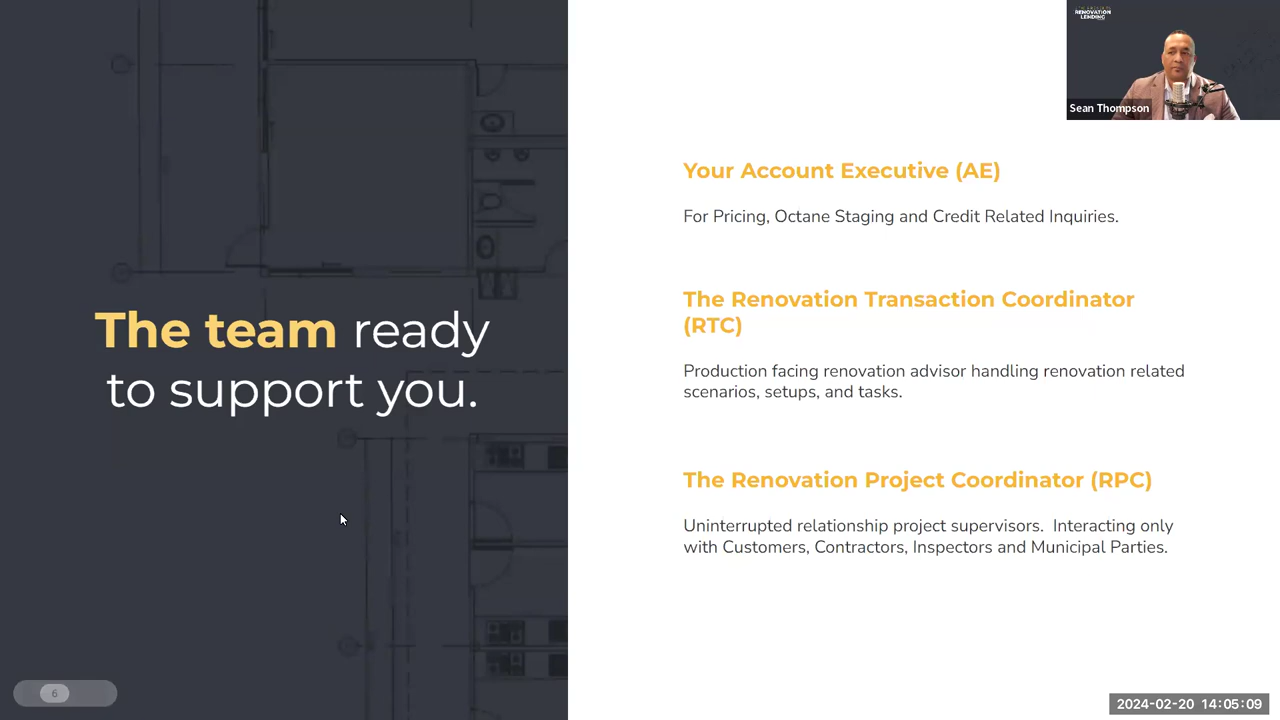 RENOVATION
LENDING
Sean Thompson
The team ready
to support you.
Your Account Executive (AE)
For Pricing, Octane Staging and Credit Related Inquiries.
The Renovation Transaction Coordinator
(RTC)
Production facing renovation advisor handling renovation related
scenarios, setups, and tasks.
The Renovation Project Coordinator (RPC)
Uninterrupted relationship project supervisors.  Interacting only
with Customers, Contractors, Inspectors and Municipal Parties.
6
2024-02-20 14:05:09